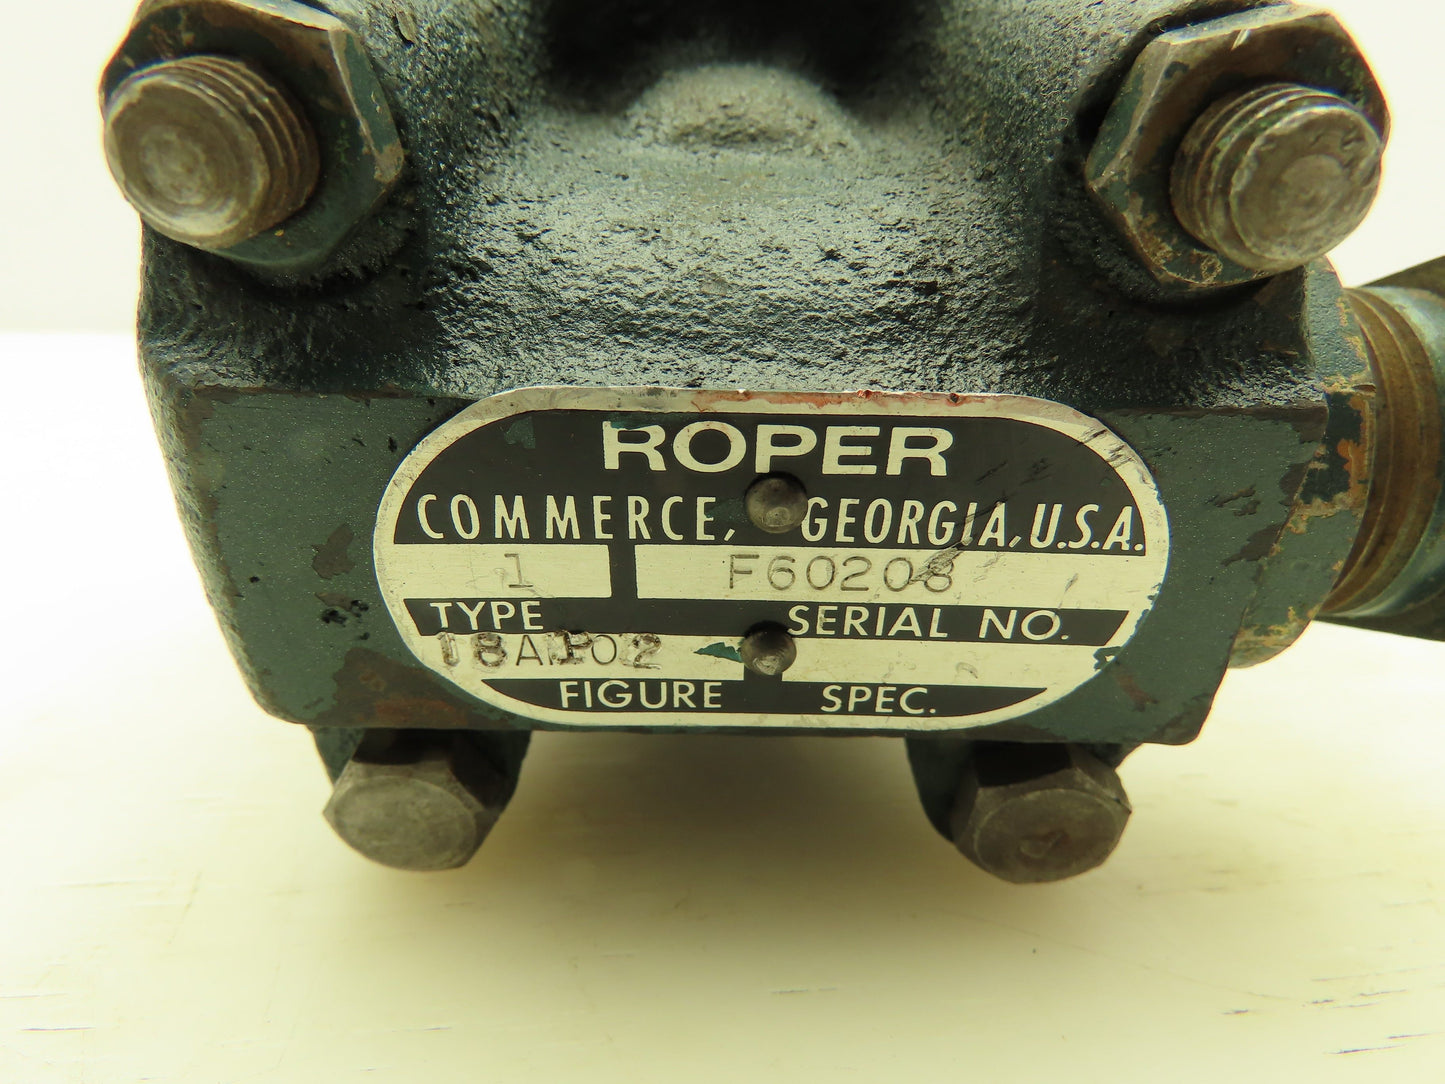 ROPER
COMMERCE, GEORGIA, U.S.A.
1 F60208
TYPE SERIAL NO.
FIGURE SPEC.